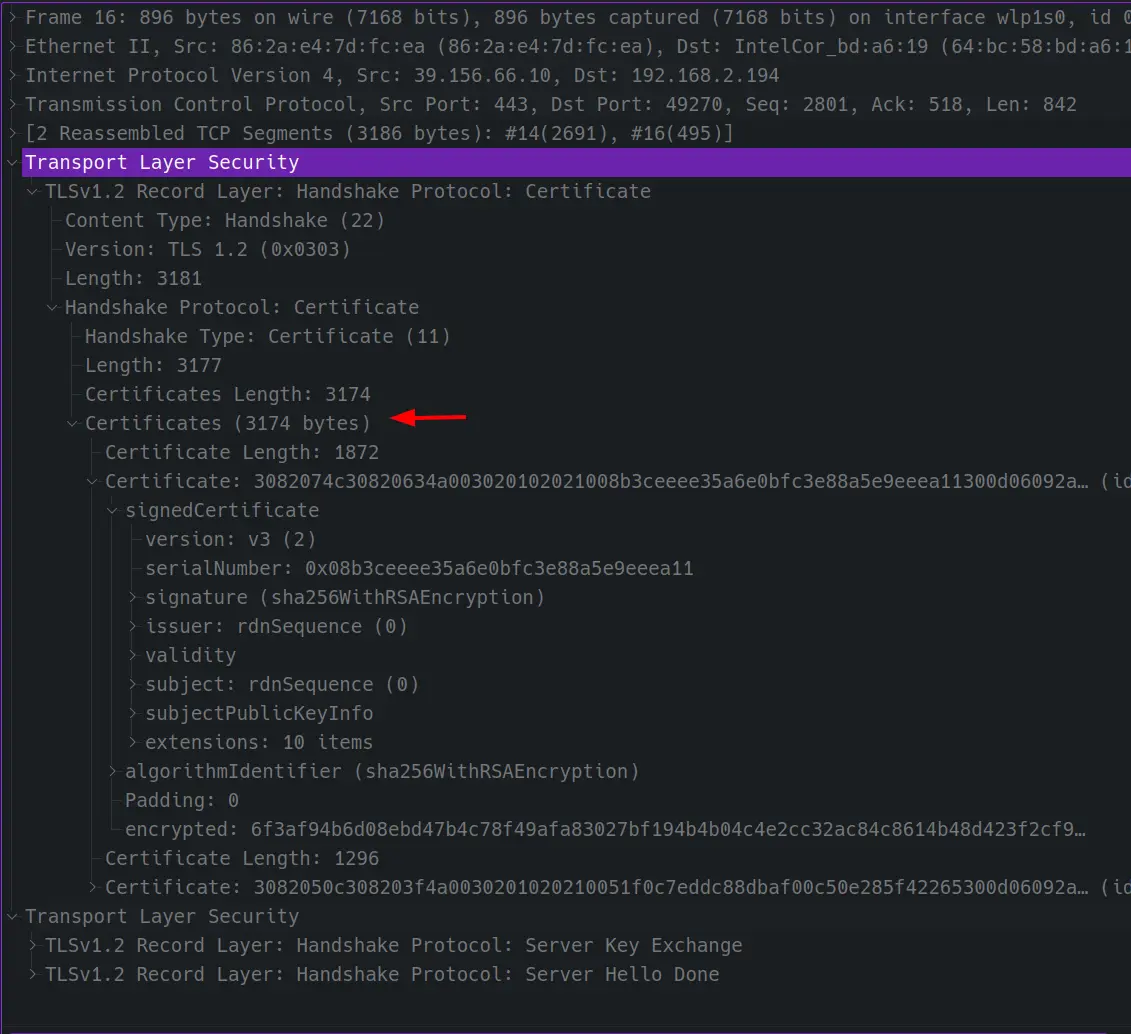 Frame 16: 896 bytes on wire (7168 bits), 896 bytes captured (7168 bits) on interface wlp1s0, id 0
Ethernet II, Src: 86:2a:e4:7d:fc:ea (86:2a:e4:7d:fc:ea), Dst: IntelCor_bd:a6:19 (64:bc:58:bd:a6:1
Internet Protocol Version 4, Src: 39.156.66.10, Dst: 192.168.2.194
Transmission Control Protocol, Src Port: 443, Dst Port: 49270, Seq: 2801, Ack: 518, Len: 842
[2 Reassembled TCP Segments (3186 bytes): #14(2691), #16(495)]
Transport Layer Security
TLSv1.2 Record Layer: Handshake Protocol: Certificate
Content Type: Handshake (22)
Version: TLS 1.2 (0x0303)
Length: 3181
Handshake Protocol: Certificate
Handshake Type: Certificate (11)
Length: 3177
Certificates Length: 3174
Certificates (3174 bytes)
Certificate Length: 1872
Certificate: 3082074c30820634a003020102021008b3ceeee35a6e0bfc3e88a5e9eeea11300d06092a… (id
signedCertificate
version: v3 (2)
serialNumber: 0x08b3ceeee35a6e0bfc3e88a5e9eeea11
signature (sha256WithRSAEncryption)
issuer: rdnSequence (0)
validity
subject: rdnSequence (0)
subjectPublicKeyInfo
extensions: 10 items
algorithmIdentifier (sha256WithRSAEncryption)
Padding: 0
encrypted: 6f3af94b6d08ebd47b4c78f49afa83027bf194b4b04c4e2cc32ac84c8614b48d423f2cf9…
Certificate Length: 1296
Certificate: 3082050c308203f4a0030201020210051f0c7eddc88dbaf00c50e285f42265300d06092a… (id
Transport Layer Security
TLSv1.2 Record Layer: Handshake Protocol: Server Key Exchange
TLSv1.2 Record Layer: Handshake Protocol: Server Hello Done